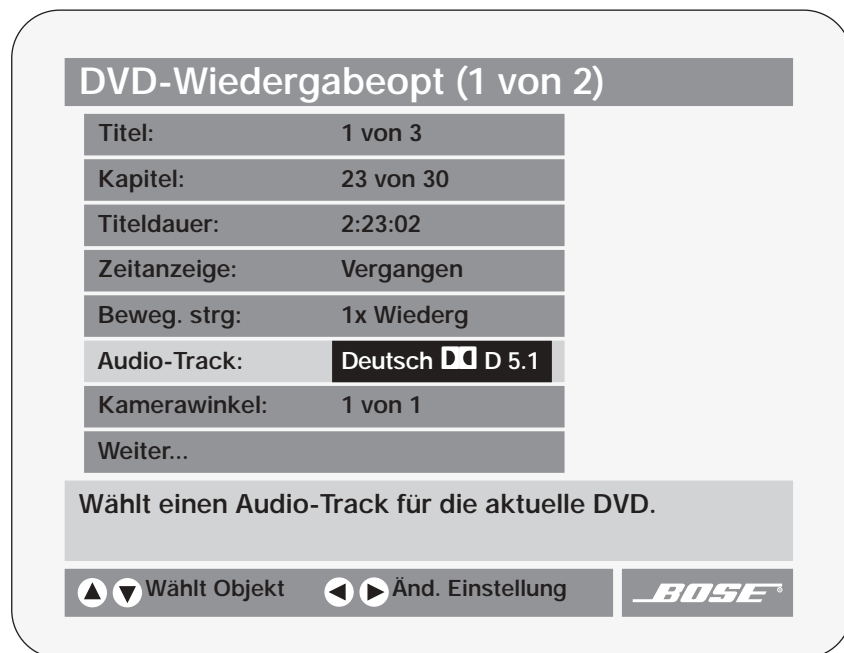 DVD-Wiedergabeopt (1 von 2)
Titel: 1 von 3
Kapitel: 23 von 30
Titeldauer: 2:23:02
Zeitanzeige: Vergangen
Beweg. strg: 1x Wiederg
Audio-Track: Deutsch D 5.1
Kamerawinkel: 1 von 1
Weiter...
Wählt einen Audio-Track für die aktuelle DVD.
Wählt Objekt Änd. Einstellung BOSE®